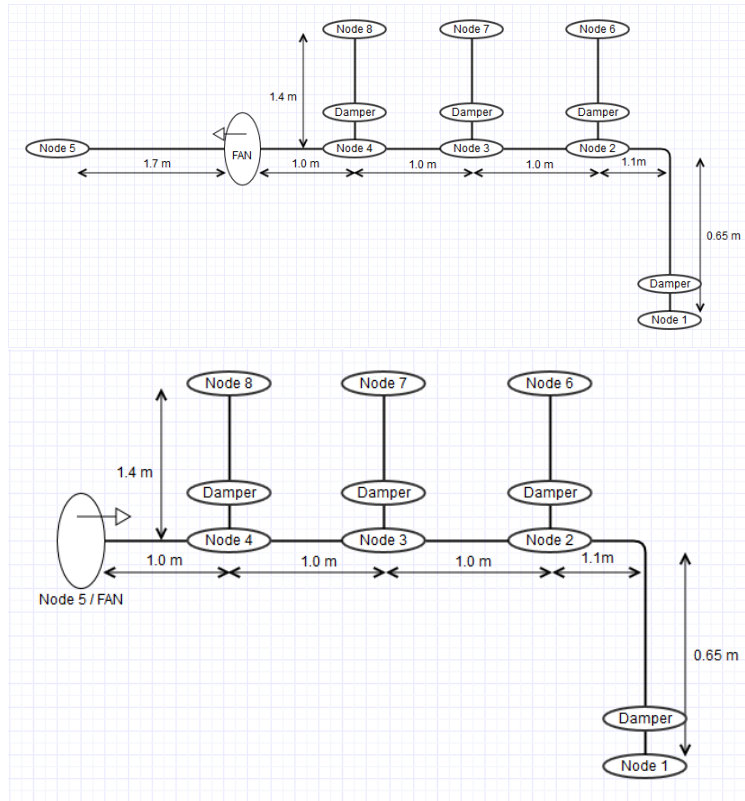 Node 8 Node 7 Node 6
1.4 m
Damper Damper Damper
Node 5 FAN Node 4 Node 3 Node 2
1.7 m 1.0 m 1.0 m 1.0 m 1.1m
0.65 m
Damper
Node 1
Node 8 Node 7 Node 6
1.4 m
Damper Damper Damper
Node 4 Node 3 Node 2
1.0 m 1.0 m 1.0 m 1.1m
Node 5 / FAN
0.65 m
Damper
Node 1